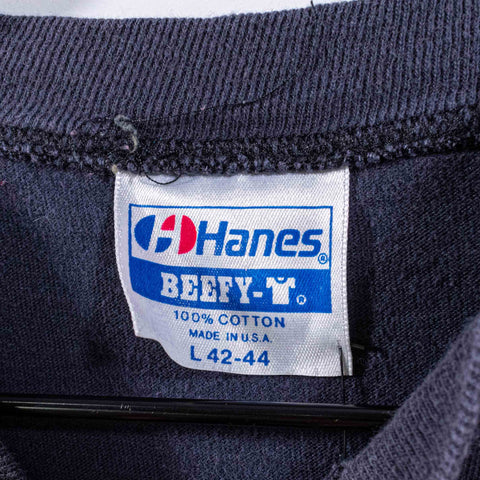 Hanes®
BEEFY-T®
100% COTTON
MADE IN U.S.A.
L 42-44